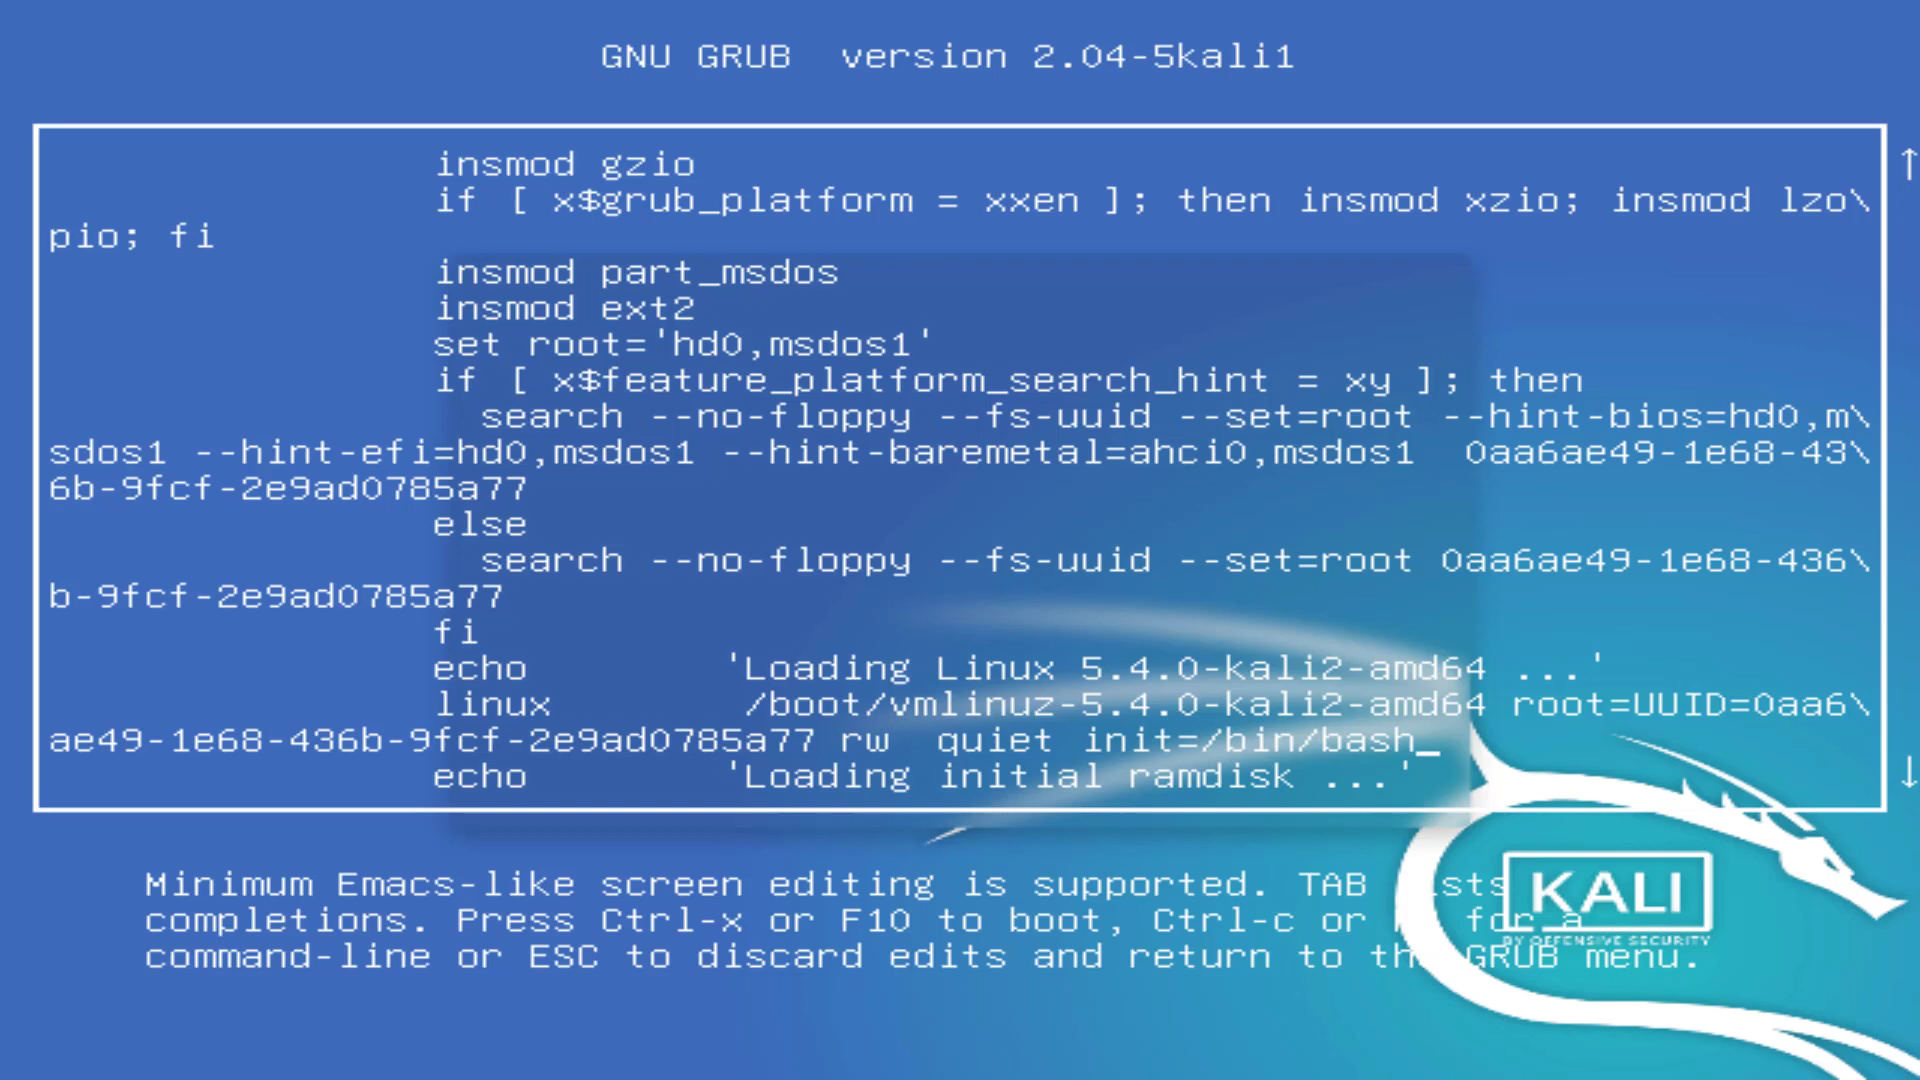 GNU GRUB  version 2.04-5kali1
insmod gzio
if [ x$grub_platform = xxen ]; then insmod xzio; insmod lzo\
pio; fi
insmod part_msdos
insmod ext2
set root='hd0,msdos1'
if [ x$feature_platform_search_hint = xy ]; then
search --no-floppy --fs-uuid --set=root --hint-bios=hd0,m\
sdos1 --hint-efi=hd0,msdos1 --hint-baremetal=ahci0,msdos1  0aa6ae49-1e68-43\
6b-9fcf-2e9ad0785a77
else
search --no-floppy --fs-uuid --set=root 0aa6ae49-1e68-436\
b-9fcf-2e9ad0785a77
fi
echo 'Loading Linux 5.4.0-kali2-amd64 ...'
linux /boot/vmlinuz-5.4.0-kali2-amd64 root=UUID=0aa6\
ae49-1e68-436b-9fcf-2e9ad0785a77 rw  quiet init=/bin/bash_
echo 'Loading initial ramdisk ...'
Minimum Emacs-like screen editing is supported. TAB
completions. Press Ctrl-x or F10 to boot, Ctrl-c or for a
command-line or ESC to discard edits and return to the GRUB menu.
KALI
BY OFFENSIVE SECURITY